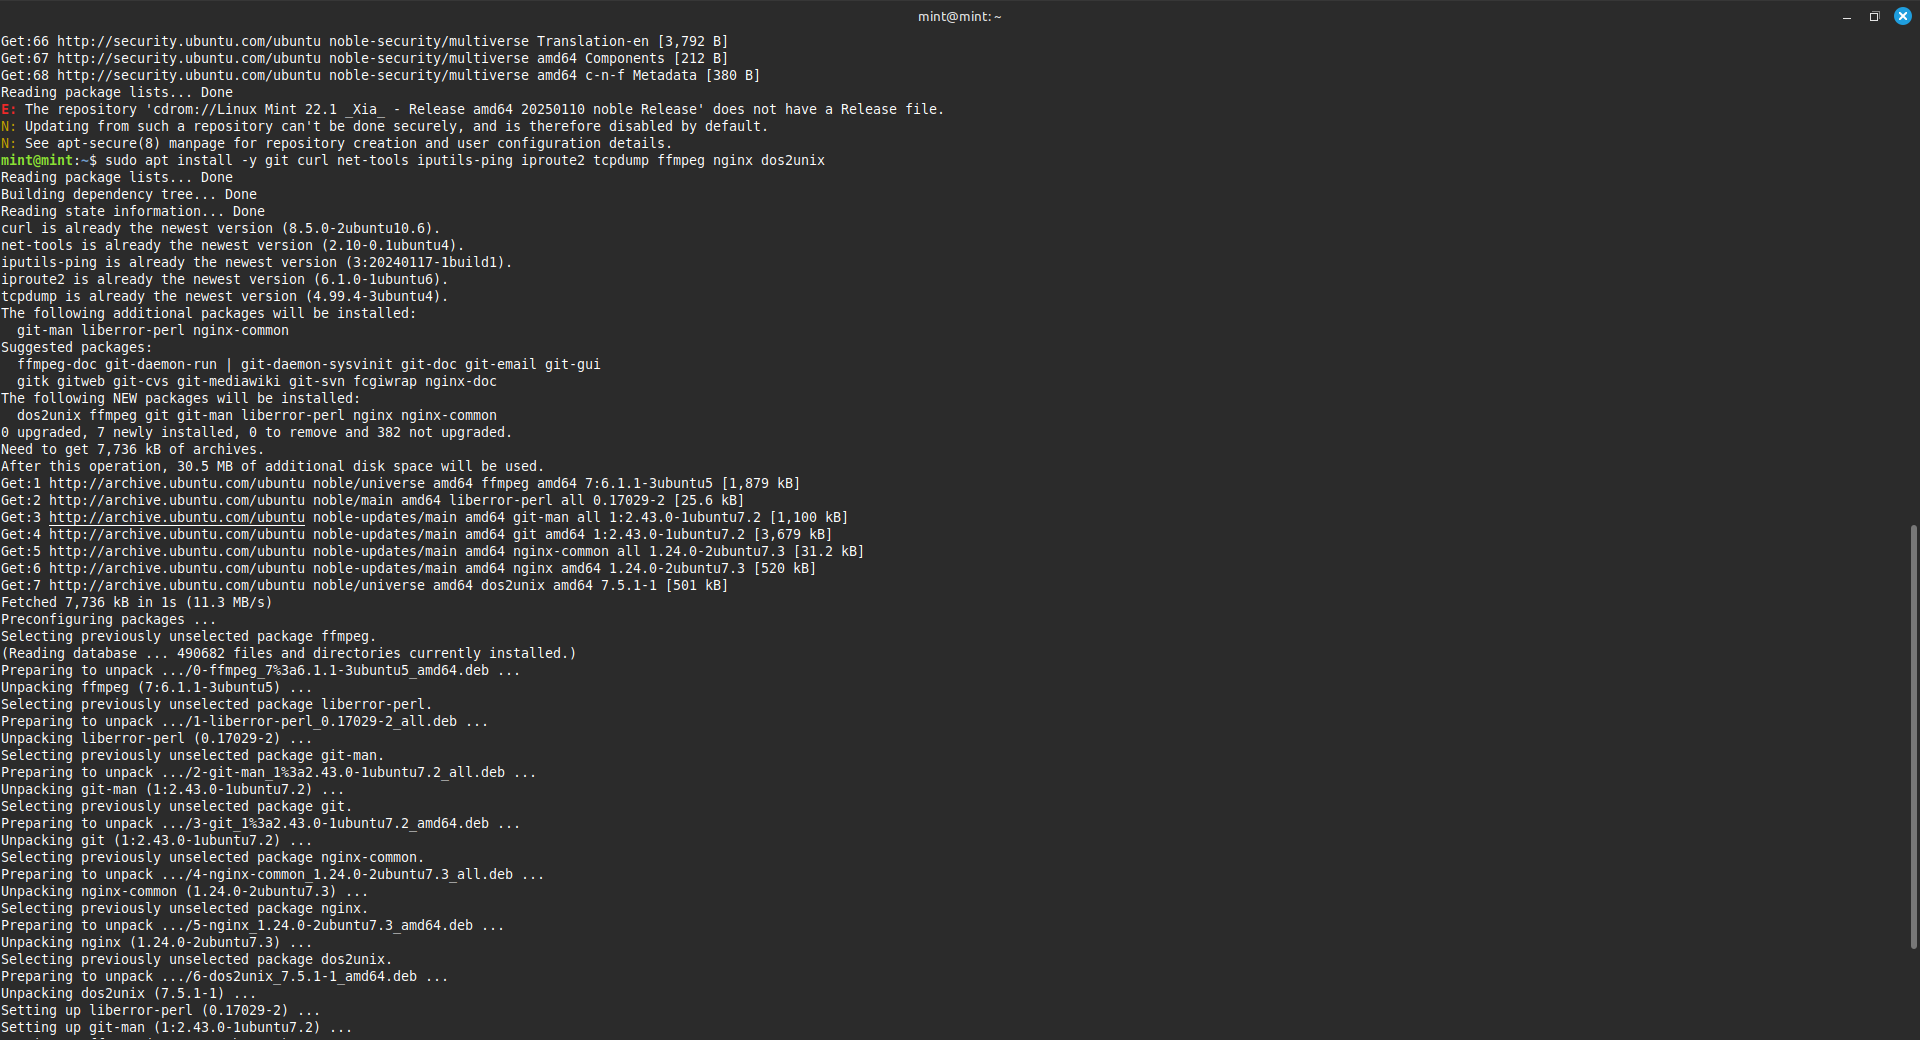 mint@mint: ~
Get:66 http://security.ubuntu.com/ubuntu noble-security/multiverse Translation-en [3,792 B]
Get:67 http://security.ubuntu.com/ubuntu noble-security/multiverse amd64 Components [212 B]
Get:68 http://security.ubuntu.com/ubuntu noble-security/multiverse amd64 c-n-f Metadata [380 B]
Reading package lists... Done
E: The repository 'cdrom://Linux Mint 22.1 _Xia_ - Release amd64 20250110 noble Release' does not have a Release file.
N: Updating from such a repository can't be done securely, and is therefore disabled by default.
N: See apt-secure(8) manpage for repository creation and user configuration details.
mint@mint:~$ sudo apt install -y git curl net-tools iputils-ping iproute2 tcpdump ffmpeg nginx dos2unix
Reading package lists... Done
Building dependency tree... Done
Reading state information... Done
curl is already the newest version (8.5.0-2ubuntu10.6).
net-tools is already the newest version (2.10-0.1ubuntu4).
iputils-ping is already the newest version (3:20240117-1build1).
iproute2 is already the newest version (6.1.0-1ubuntu6).
tcpdump is already the newest version (4.99.4-3ubuntu4).
The following additional packages will be installed:
  git-man liberror-perl nginx-common
Suggested packages:
  ffmpeg-doc git-daemon-run | git-daemon-sysvinit git-doc git-email git-gui
  gitk gitweb git-cvs git-mediawiki git-svn fcgiwrap nginx-doc
The following NEW packages will be installed:
  dos2unix ffmpeg git git-man liberror-perl nginx nginx-common
0 upgraded, 7 newly installed, 0 to remove and 382 not upgraded.
Need to get 7,736 kB of archives.
After this operation, 30.5 MB of additional disk space will be used.
Get:1 http://archive.ubuntu.com/ubuntu noble/universe amd64 ffmpeg amd64 7:6.1.1-3ubuntu5 [1,879 kB]
Get:2 http://archive.ubuntu.com/ubuntu noble/main amd64 liberror-perl all 0.17029-2 [25.6 kB]
Get:3 http://archive.ubuntu.com/ubuntu noble-updates/main amd64 git-man all 1:2.43.0-1ubuntu7.2 [1,100 kB]
Get:4 http://archive.ubuntu.com/ubuntu noble-updates/main amd64 git amd64 1:2.43.0-1ubuntu7.2 [3,679 kB]
Get:5 http://archive.ubuntu.com/ubuntu noble-updates/main amd64 nginx-common all 1.24.0-2ubuntu7.3 [31.2 kB]
Get:6 http://archive.ubuntu.com/ubuntu noble-updates/main amd64 nginx amd64 1.24.0-2ubuntu7.3 [520 kB]
Get:7 http://archive.ubuntu.com/ubuntu noble/universe amd64 dos2unix amd64 7.5.1-1 [501 kB]
Fetched 7,736 kB in 1s (11.3 MB/s)
Preconfiguring packages ...
Selecting previously unselected package ffmpeg.
(Reading database ... 490682 files and directories currently installed.)
Preparing to unpack .../0-ffmpeg_7%3a6.1.1-3ubuntu5_amd64.deb ...
Unpacking ffmpeg (7:6.1.1-3ubuntu5) ...
Selecting previously unselected package liberror-perl.
Preparing to unpack .../1-liberror-perl_0.17029-2_all.deb ...
Unpacking liberror-perl (0.17029-2) ...
Selecting previously unselected package git-man.
Preparing to unpack .../2-git-man_1%3a2.43.0-1ubuntu7.2_all.deb ...
Unpacking git-man (1:2.43.0-1ubuntu7.2) ...
Selecting previously unselected package git.
Preparing to unpack .../3-git_1%3a2.43.0-1ubuntu7.2_amd64.deb ...
Unpacking git (1:2.43.0-1ubuntu7.2) ...
Selecting previously unselected package nginx-common.
Preparing to unpack .../4-nginx-common_1.24.0-2ubuntu7.3_all.deb ...
Unpacking nginx-common (1.24.0-2ubuntu7.3) ...
Selecting previously unselected package nginx.
Preparing to unpack .../5-nginx_1.24.0-2ubuntu7.3_amd64.deb ...
Unpacking nginx (1.24.0-2ubuntu7.3) ...
Selecting previously unselected package dos2unix.
Preparing to unpack .../6-dos2unix_7.5.1-1_amd64.deb ...
Unpacking dos2unix (7.5.1-1) ...
Setting up liberror-perl (0.17029-2) ...
Setting up git-man (1:2.43.0-1ubuntu7.2) ...